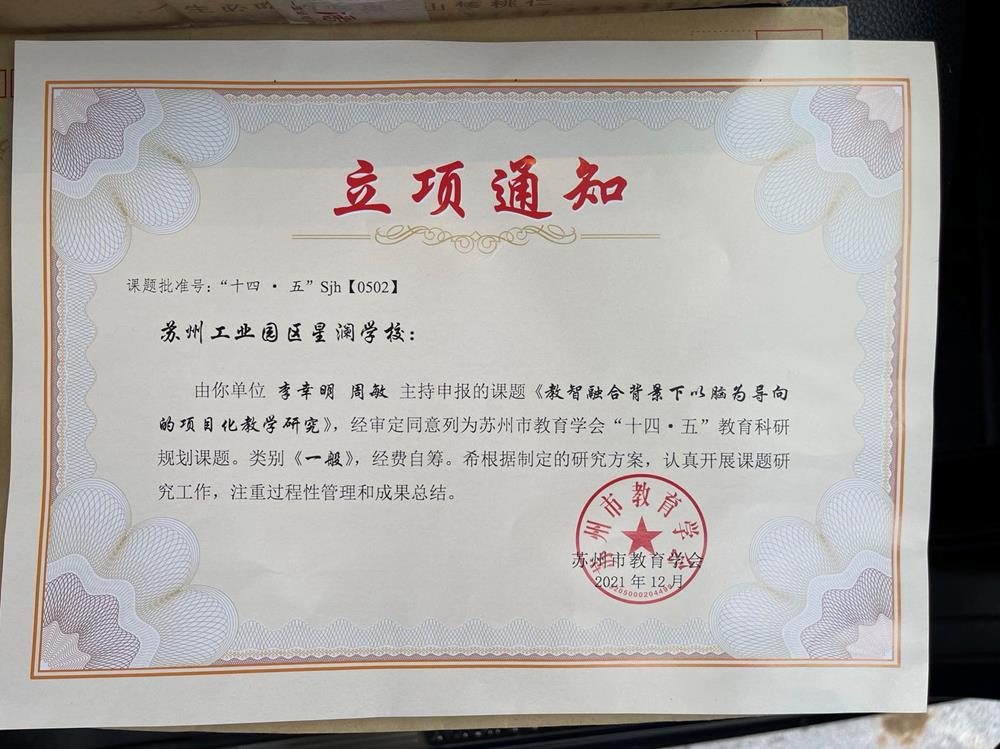 立项通知
课题批准号：“十四·五”Sjh【0502】
苏州工业园区星澜学校：
由你单位 李幸明 周敏 主持申报的课题《教智融合背景下以脑为导向
的项目化教学研究》，经审定同意列为苏州市教育学会“十四·五”教育科研
规划课题。类别《一般》，经费自筹。希根据制定的研究方案，认真开展课题研
究工作，注重过程性管理和成果总结。
苏州市教育学会
苏州市教育学会
2021年12月